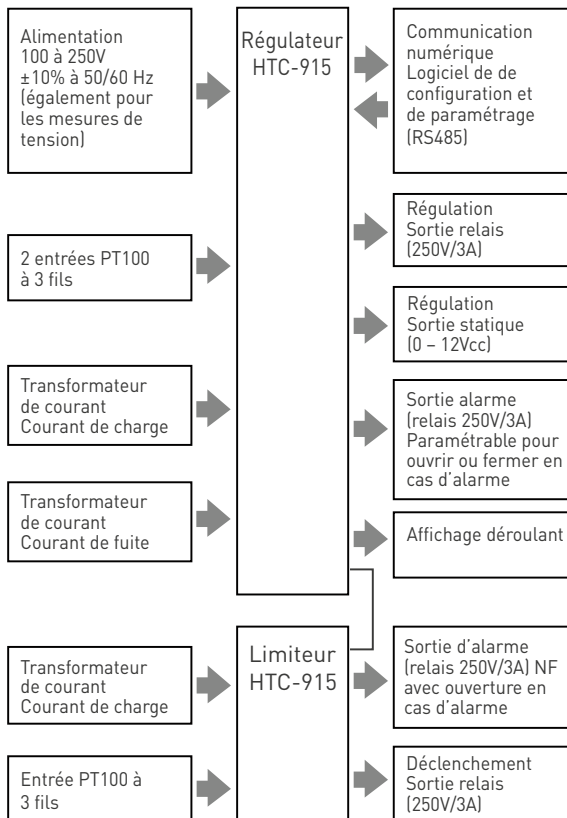 Alimentation
100 à 250V
±10% à 50/60 Hz
(également pour
les mesures de
tension)
Régulateur
HTC-915
Communication
numérique
Logiciel de de
configuration et
de paramétrage
(RS485)
2 entrées PT100
à 3 fils
Régulation
Sortie relais
(250V/3A)
Régulation
Sortie statique
(0 – 12Vcc)
Transformateur
de courant
Courant de charge
Sortie alarme
(relais 250V/3A)
Paramétrable pour
ouvrir ou fermer en
cas d'alarme
Transformateur
de courant
Courant de fuite
Affichage déroulant
Transformateur
de courant
Courant de charge
Limiteur
HTC-915
Sortie d'alarme
(relais 250V/3A) NF
avec ouverture en
cas d'alarme
Entrée PT100 à
3 fils
Déclenchement
Sortie relais
(250V/3A)